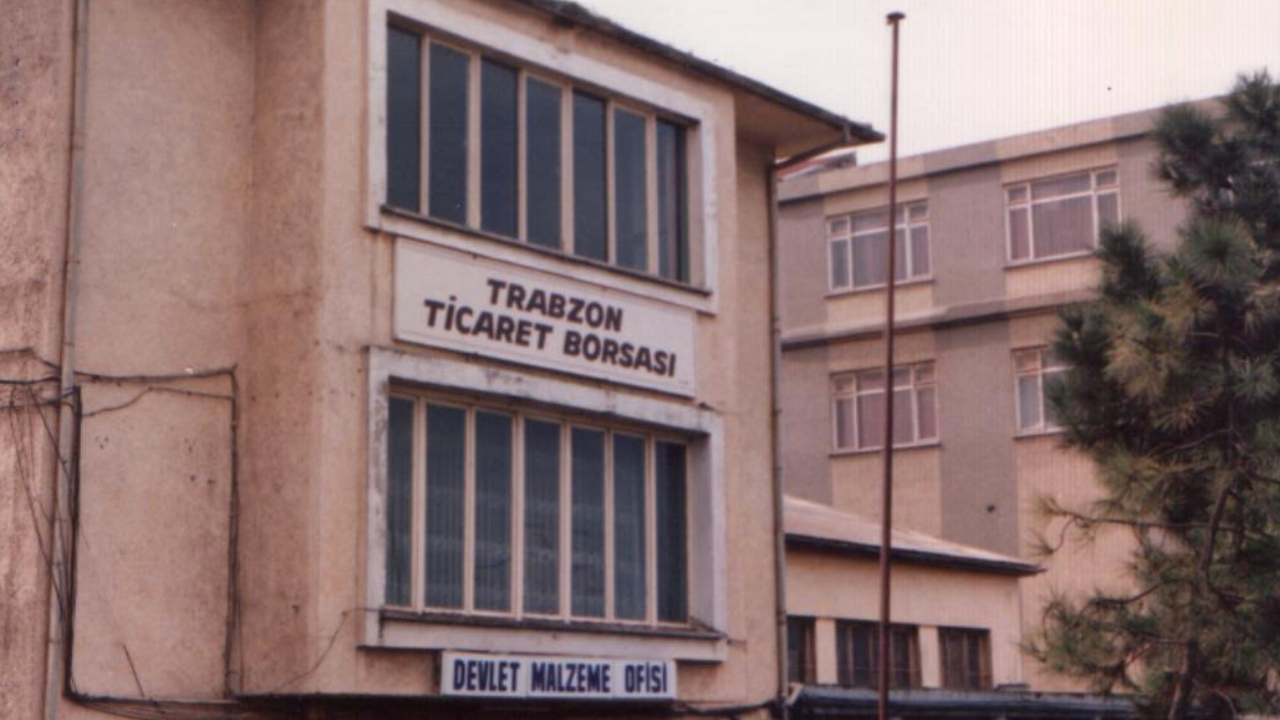 TRABZON
TİCARET BORSASI
DEVLET MALZEME OFİSİ